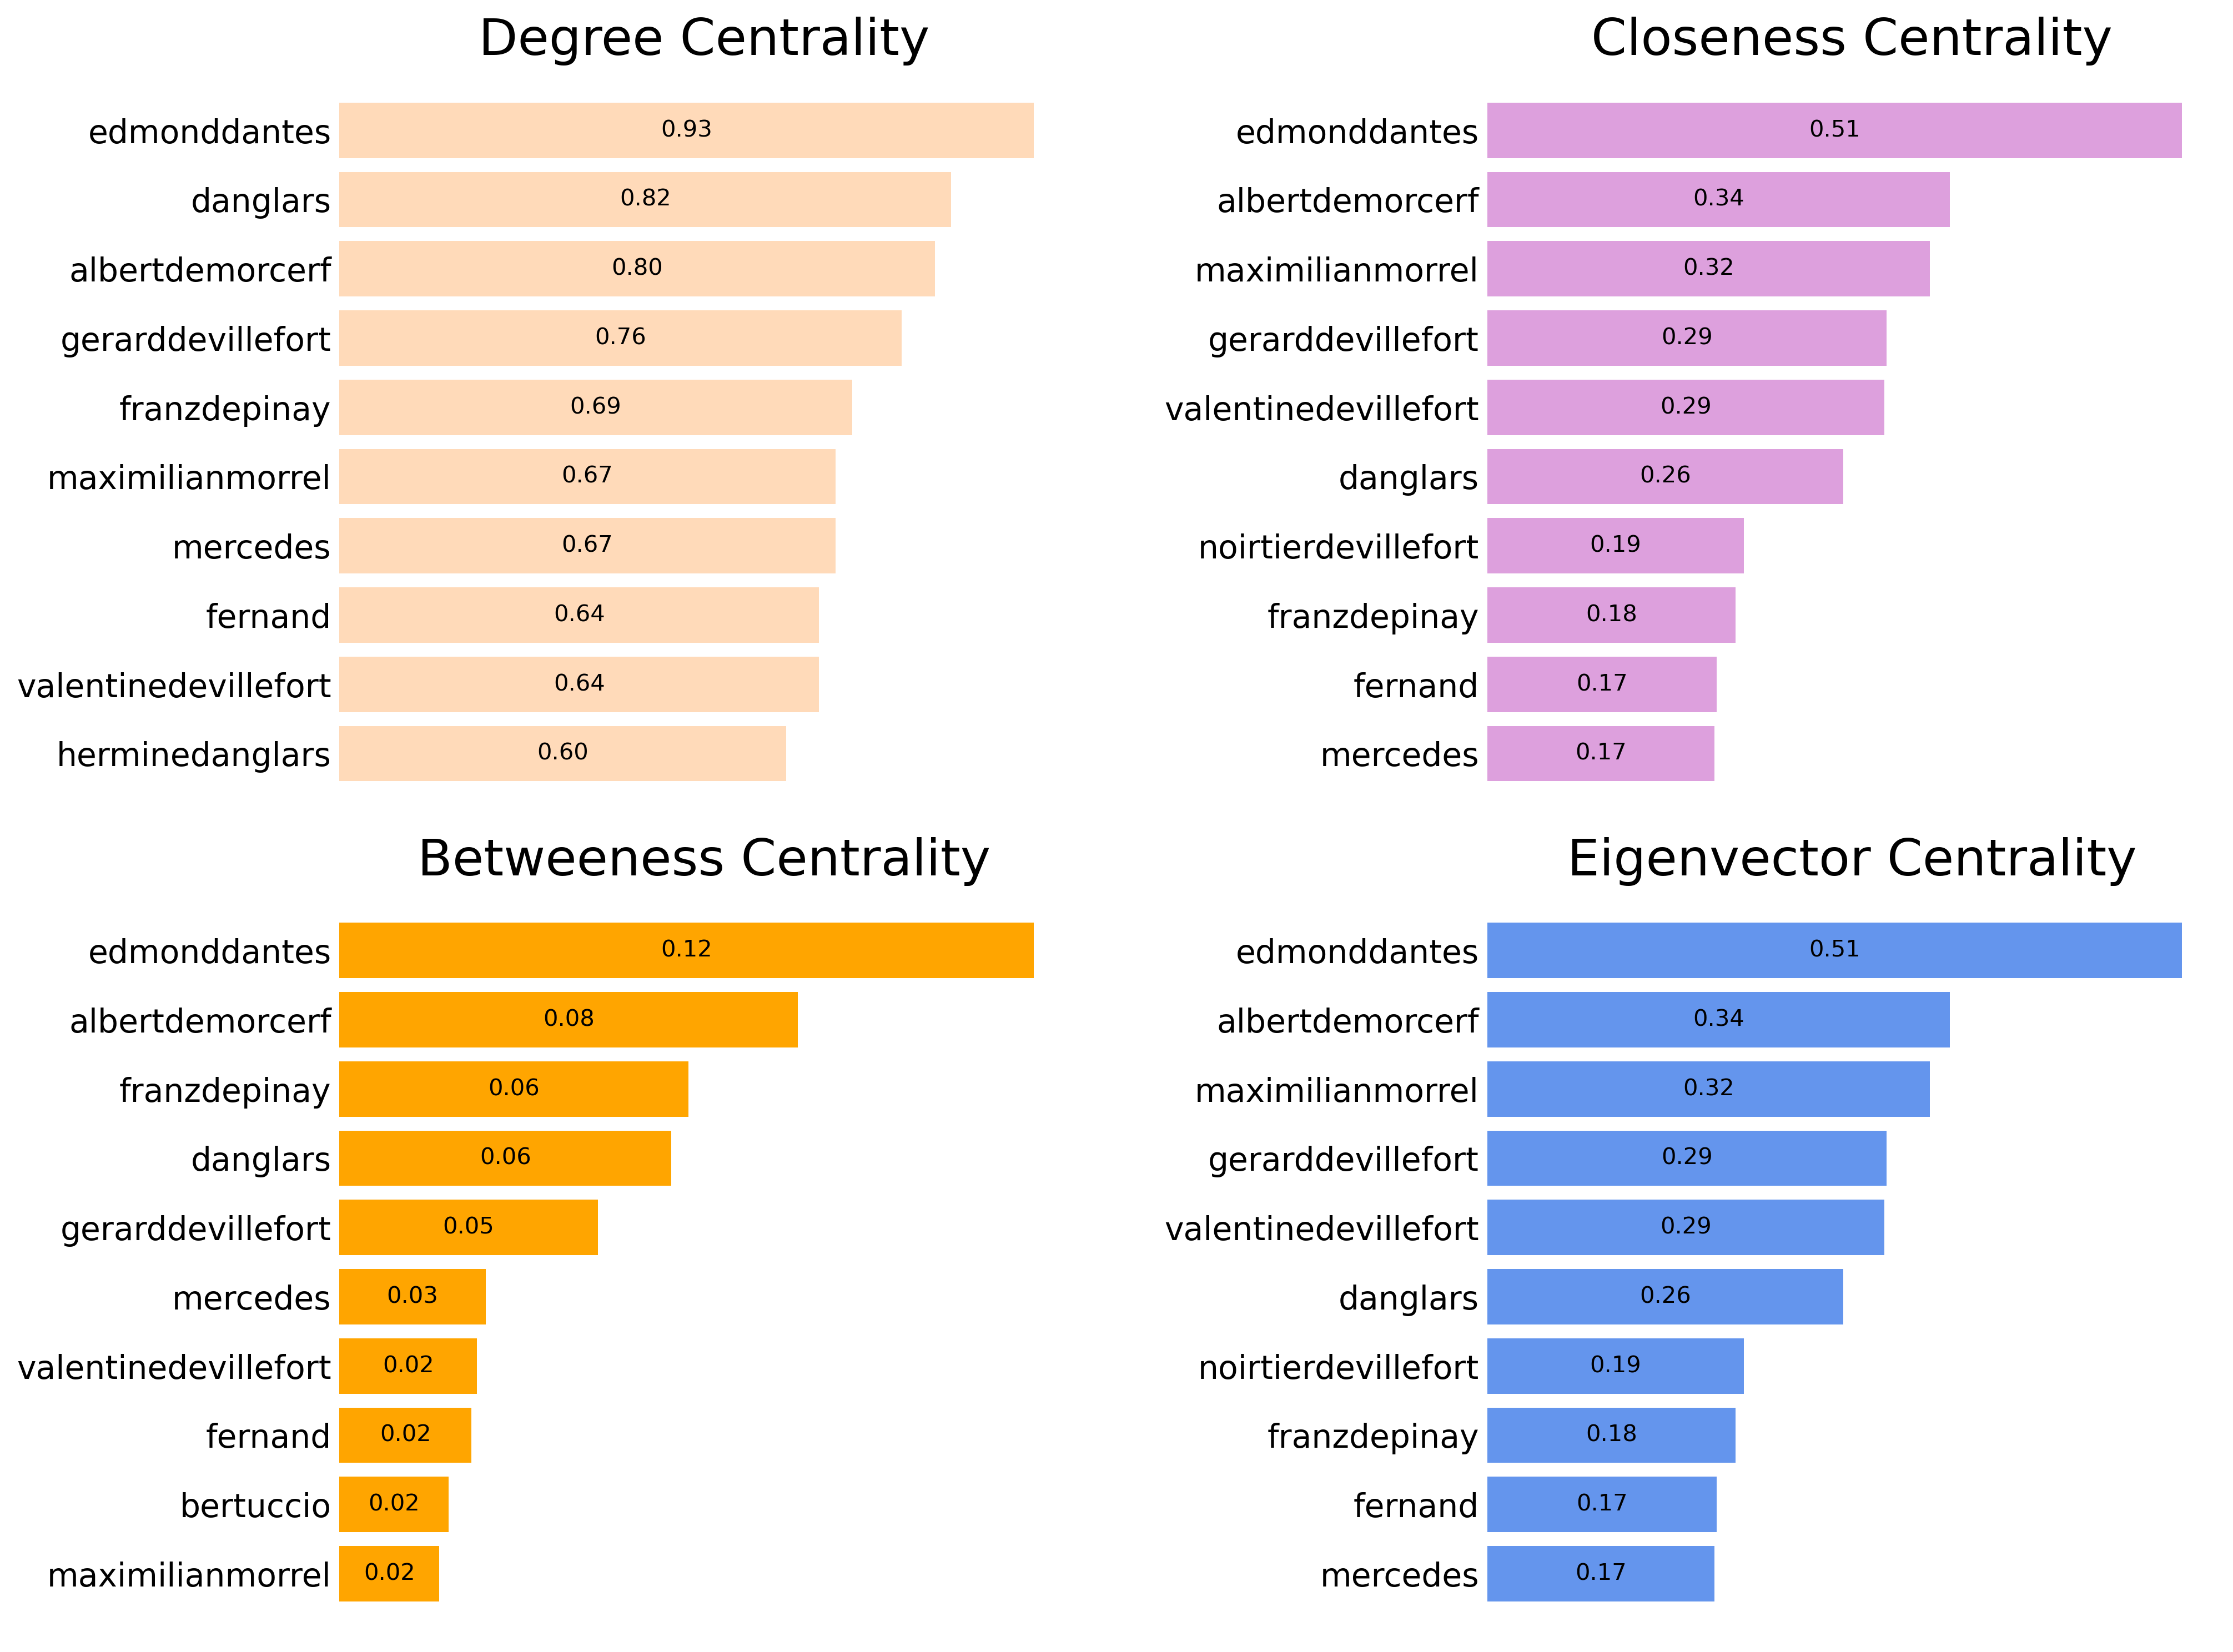 Degree Centrality
edmonddantes 0.93
danglars 0.82
albertdemorcerf 0.80
gerarddevillefort 0.76
franzdepinay 0.69
maximilianmorrel 0.67
mercedes 0.67
fernand 0.64
valentinedevillefort 0.64
herminedanglars 0.60
Closeness Centrality
edmonddantes 0.51
albertdemorcerf 0.34
maximilianmorrel 0.32
gerarddevillefort 0.29
valentinedevillefort 0.29
danglars 0.26
noirtierdevillefort 0.19
franzdepinay 0.18
fernand 0.17
mercedes 0.17
Betweeness Centrality
edmonddantes 0.12
albertdemorcerf 0.08
franzdepinay 0.06
danglars 0.06
gerarddevillefort 0.05
mercedes 0.03
valentinedevillefort 0.02
fernand 0.02
bertuccio 0.02
maximilianmorrel 0.02
Eigenvector Centrality
edmonddantes 0.51
albertdemorcerf 0.34
maximilianmorrel 0.32
gerarddevillefort 0.29
valentinedevillefort 0.29
danglars 0.26
noirtierdevillefort 0.19
franzdepinay 0.18
fernand 0.17
mercedes 0.17